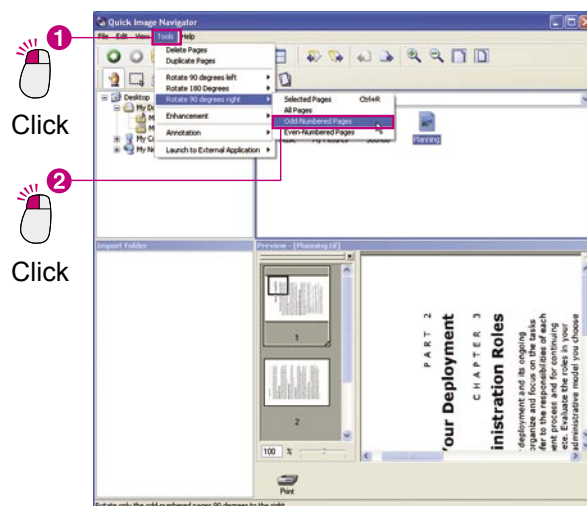 Quick Image Navigator
File Edit View Tools Help
1
Click
Delete Pages
Duplicate Pages
Rotate 90 degrees left
Rotate 180 Degrees
Rotate 90 degrees right
Enhancement
Annotation
Launch to External Application
Selected Pages Ctrl+R
All Pages
Odd-Numbered Pages
Even-Numbered Pages
Desktop
Planning
2
Click
Import Folder
Preview - [Planning.tif]
1
2
100 %
PART 2
our Deployment
CHAPTER 3
inistration Roles
deployment and its ongoing
organize and focus on the tasks
fer to the responsibilities of each
ent process and for continuing
ete. Evaluate the roles in your
administrative model you choose
Print
Rotate only the odd-numbered pages 90 degrees to the right